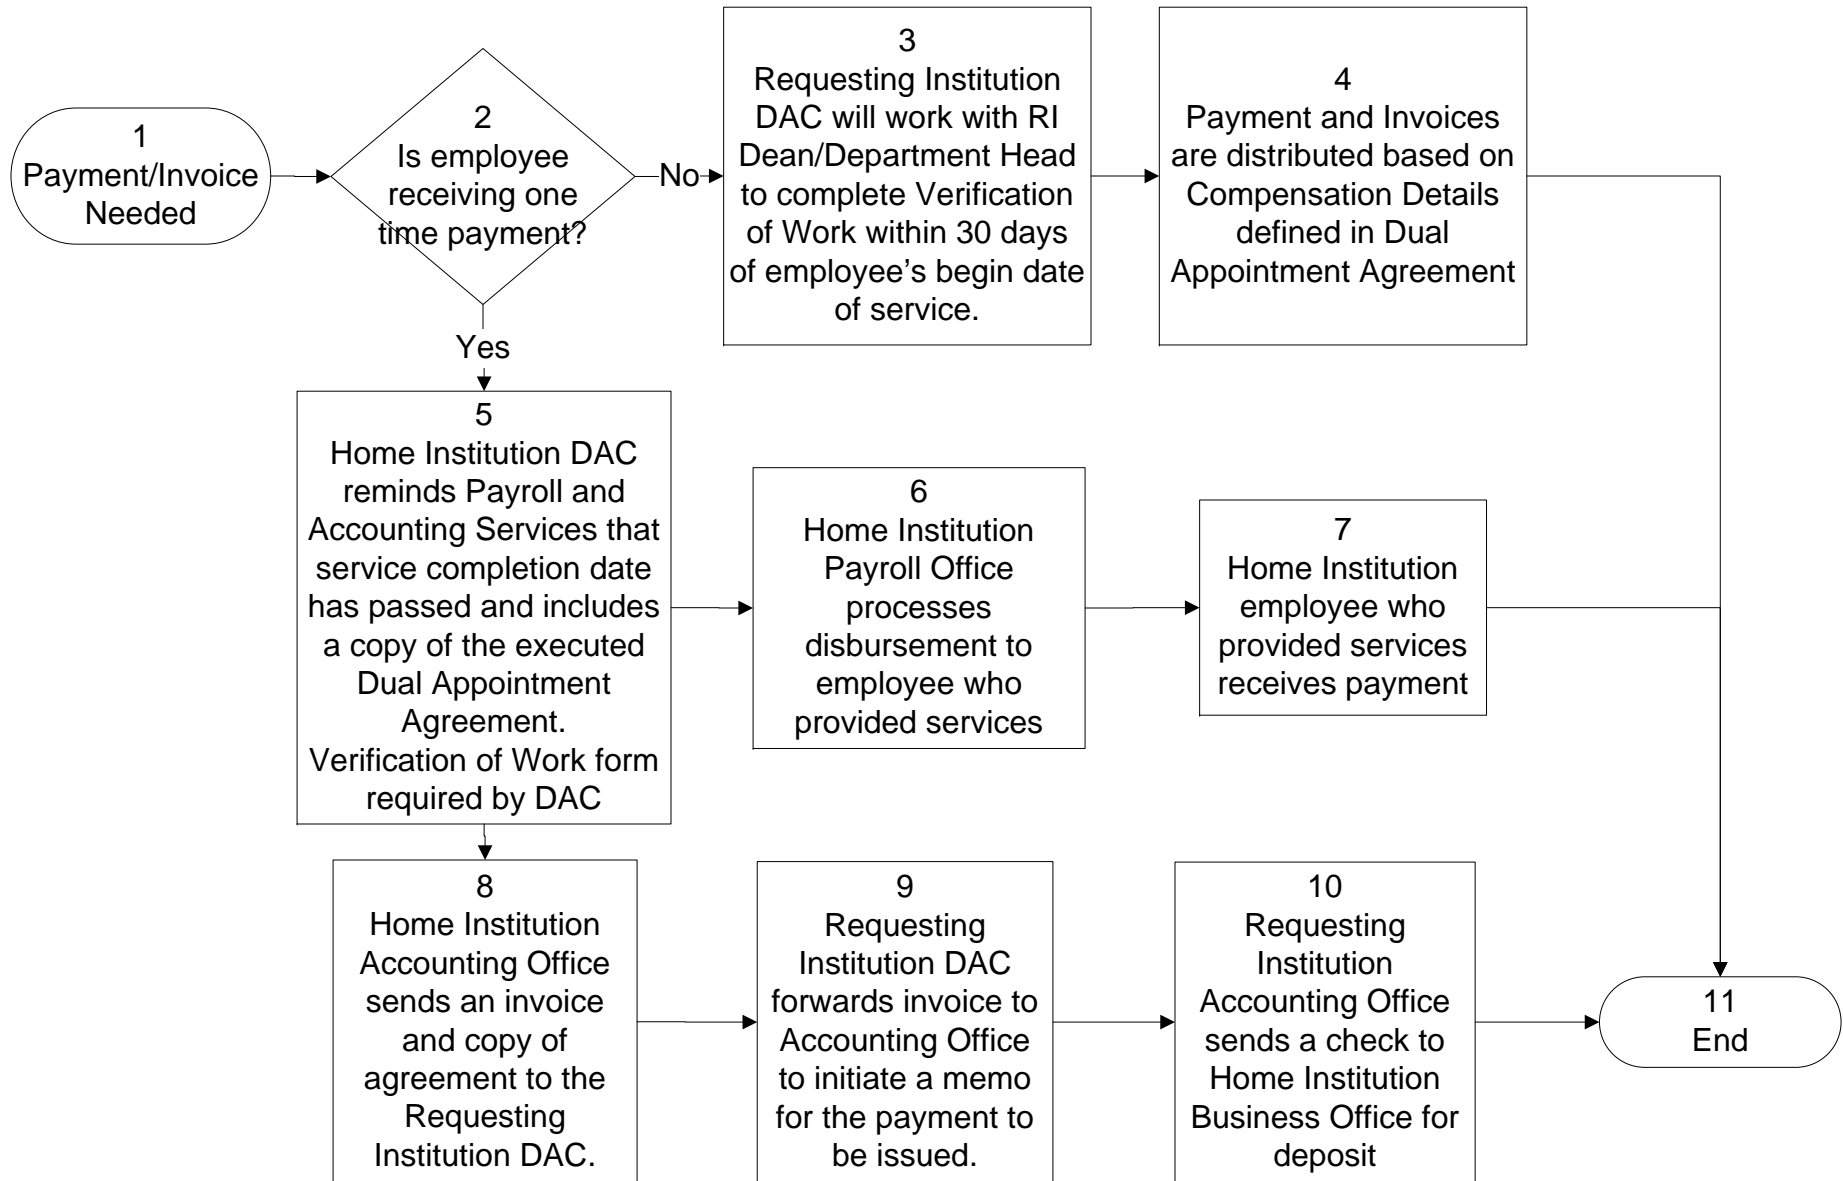 1
Payment/Invoice
Needed
2
Is employee
receiving one
time payment?
No
Yes
3
Requesting Institution
DAC will work with RI
Dean/Department Head
to complete Verification
of Work within 30 days
of employee’s begin date
of service.
4
Payment and Invoices
are distributed based on
Compensation Details
defined in Dual
Appointment Agreement
5
Home Institution DAC
reminds Payroll and
Accounting Services that
service completion date
has passed and includes
a copy of the executed
Dual Appointment
Agreement.
Verification of Work form
required by DAC
6
Home Institution
Payroll Office
processes
disbursement to
employee who
provided services
7
Home Institution
employee who
provided services
receives payment
8
Home Institution
Accounting Office
sends an invoice
and copy of
agreement to the
Requesting
Institution DAC.
9
Requesting
Institution DAC
forwards invoice to
Accounting Office
to initiate a memo
for the payment to
be issued.
10
Requesting
Institution
Accounting Office
sends a check to
Home Institution
Business Office for
deposit
11
End